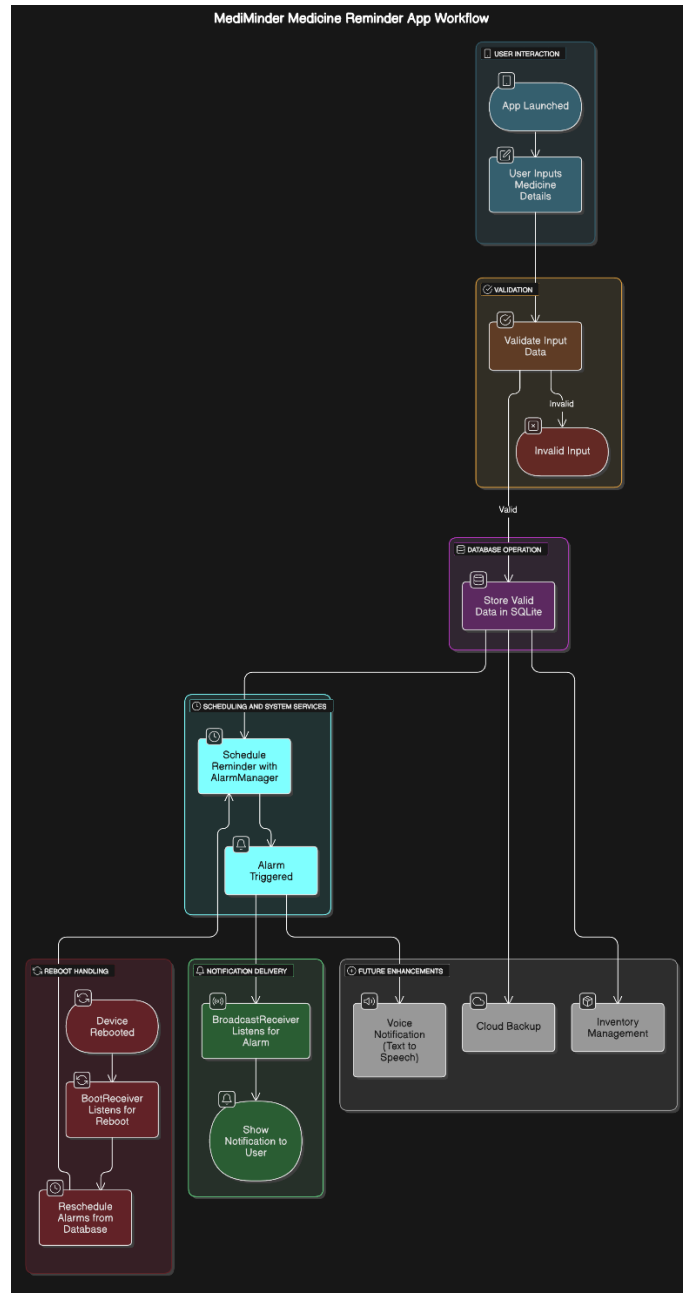 MediMinder Medicine Reminder App Workflow
USER INTERACTION
App Launched
User Inputs
Medicine
Details
VALIDATION
Validate Input
Data
Invalid
Invalid Input
Valid
DATABASE OPERATION
Store Valid
Data in SQLite
SCHEDULING AND SYSTEM SERVICES
Schedule
Reminder with
AlarmManager
Alarm
Triggered
REBOOT HANDLING
Device
Rebooted
BootReceiver
Listens for
Reboot
Reschedule
Alarms from
Database
NOTIFICATION DELIVERY
BroadcastReceiver
Listens for
Alarm
Show
Notification to
User
FUTURE ENHANCEMENTS
Voice
Notification
(Text to
Speech)
Cloud Backup
Inventory
Management